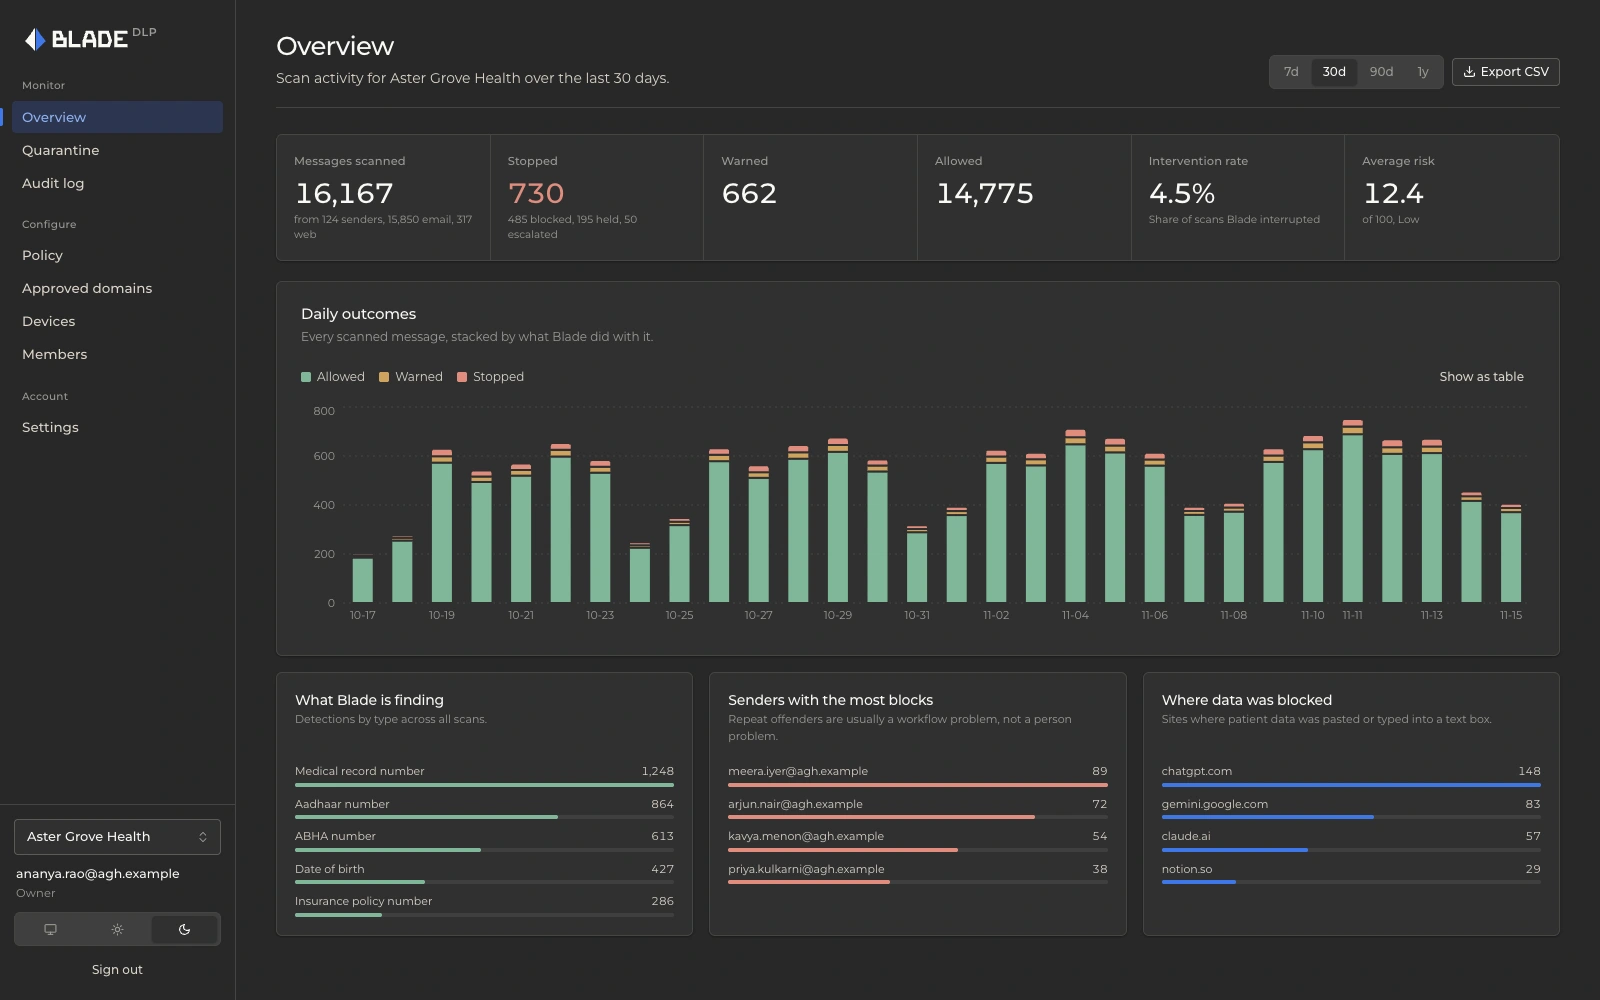 BLADE DLP
Monitor
Overview
Quarantine
Audit log
Configure
Policy
Approved domains
Devices
Members
Account
Settings
Aster Grove Health
ananya.rao@agh.example
Owner
Sign out
Overview
Scan activity for Aster Grove Health over the last 30 days.
7d 30d 90d 1y Export CSV
Messages scanned
16,167
from 124 senders, 15,850 email, 317
web
Stopped
730
485 blocked, 195 held, 50
escalated
Warned
662
Allowed
14,775
Intervention rate
4.5%
Share of scans Blade interrupted
Average risk
12.4
of 100, Low
Daily outcomes
Every scanned message, stacked by what Blade did with it.
Allowed Warned Stopped
Show as table
800
600
400
200
0
10-17 10-19 10-21 10-23 10-25 10-27 10-29 10-31 11-02 11-04 11-06 11-08 11-10 11-11 11-13 11-15
What Blade is finding
Detections by type across all scans.
Medical record number 1,248
Aadhaar number 864
ABHA number 613
Date of birth 427
Insurance policy number 286
Senders with the most blocks
Repeat offenders are usually a workflow problem, not a person
problem.
meera.iyer@agh.example 89
arjun.nair@agh.example 72
kavya.menon@agh.example 54
priya.kulkarni@agh.example 38
Where data was blocked
Sites where patient data was pasted or typed into a text box.
chatgpt.com 148
gemini.google.com 83
claude.ai 57
notion.so 29